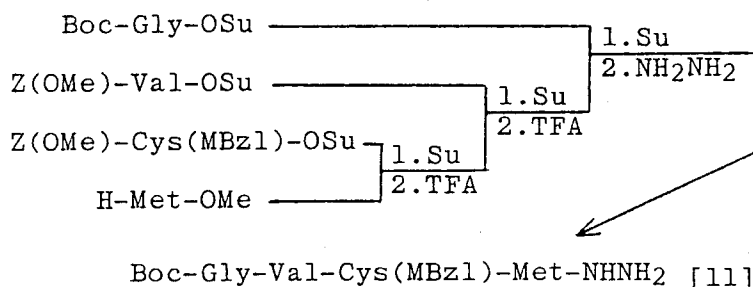 Boc-Gly-OSu
1.Su
2.NH2NH2
Z(OMe)-Val-OSu
1.Su
2.TFA
Z(OMe)-Cys(MBzl)-OSu
1.Su
2.TFA
H-Met-OMe
Boc-Gly-Val-Cys(MBzl)-Met-NHNH2 [11]